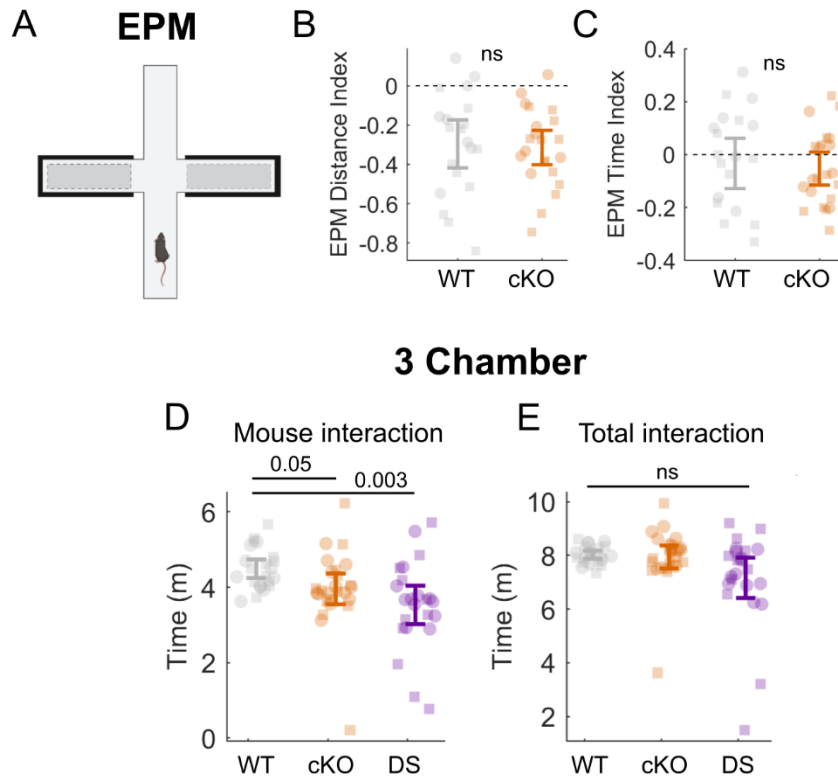 A
EPM
B
ns
EPM Distance Index
0
-0.2
-0.4
-0.6
-0.8
WT
cKO
C
ns
EPM Time Index
0.4
0.2
0
-0.2
-0.4
WT
cKO
3 Chamber
D
Mouse interaction
0.05
0.003
Time (m)
6
4
2
0
WT
cKO
DS
E
Total interaction
ns
Time (m)
10
8
6
4
2
WT
cKO
DS